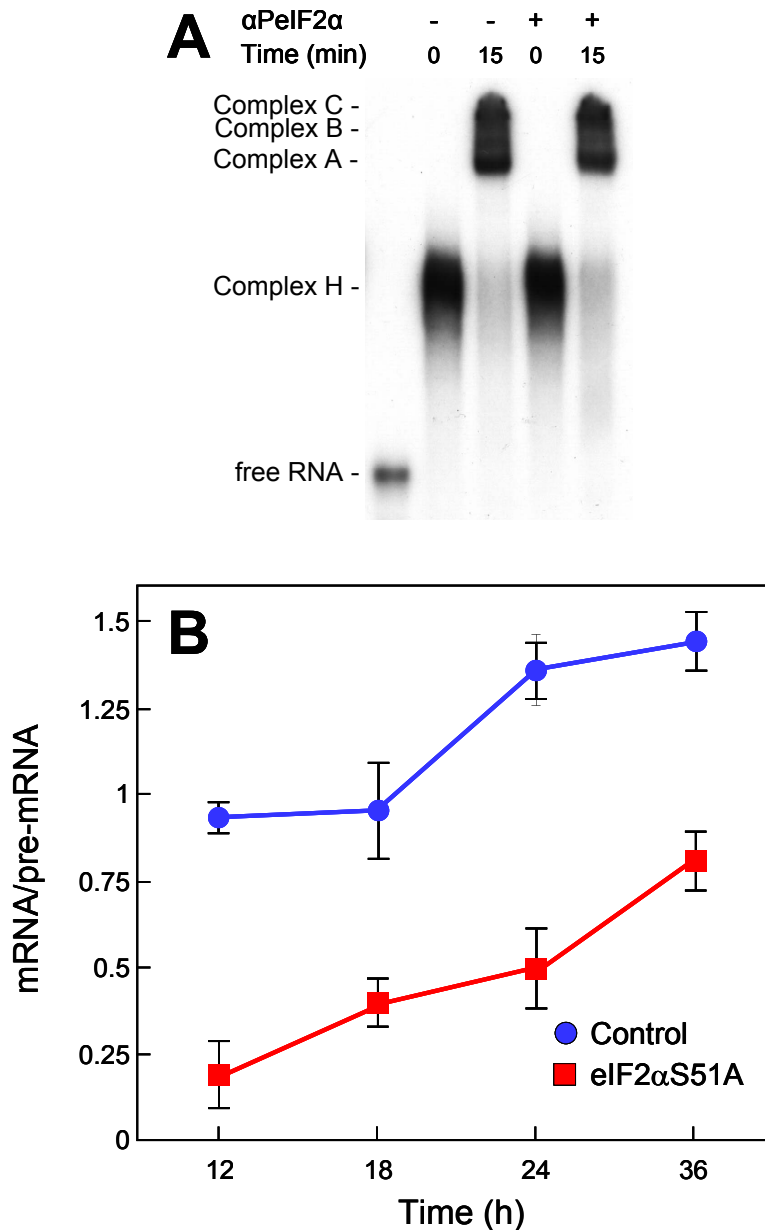 A
αPeIF2α - - + +
Time (min) 0 15 0 15
Complex C -
Complex B -
Complex A -
Complex H -
free RNA -
B
mRNA/pre-mRNA
1.5
1.25
1
0.75
0.5
0.25
0
Control
eIF2αS51A
12 18 24 36
Time (h)